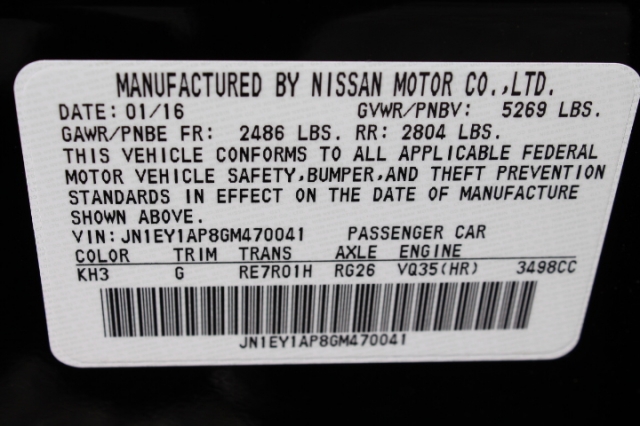 MANUFACTURED BY NISSAN MOTOR CO.,LTD.
DATE: 01/16 GVWR/PNBV: 5269 LBS.
GAWR/PNBE FR: 2486 LBS. RR: 2804 LBS.
THIS VEHICLE CONFORMS TO ALL APPLICABLE FEDERAL
MOTOR VEHICLE SAFETY,BUMPER,AND THEFT PREVENTION
STANDARDS IN EFFECT ON THE DATE OF MANUFACTURE
SHOWN ABOVE.
VIN: JN1EY1AP8GM470041 PASSENGER CAR
COLOR TRIM TRANS AXLE ENGINE
KH3 G RE7R01H RG26 VQ35(HR) 3498CC
JN1EY1AP8GM470041